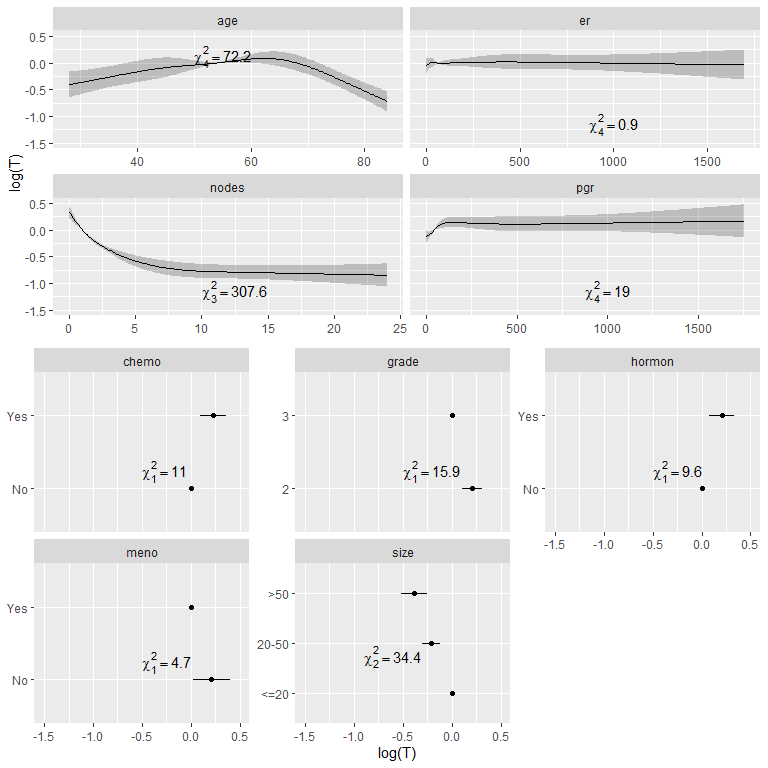 age er
0.5
0.0
-0.5
-1.0
-1.5
χ²₄ = 72.2
χ²₄ = 0.9
40 60 80
0 500 1000 1500
log(T)
nodes pgr
0.5
0.0
-0.5
-1.0
-1.5
χ²₃ = 307.6
χ²₄ = 19
0 5 10 15 20 25
0 500 1000 1500
chemo grade hormon
Yes
No
χ²₁ = 11
3
2
χ²₁ = 15.9
Yes
No
χ²₁ = 9.6
-1.5 -1.0 -0.5 0.0 0.5
meno size
Yes
No
χ²₁ = 4.7
>50
20-50
<=20
χ²₂ = 34.4
-1.5 -1.0 -0.5 0.0 0.5
-1.5 -1.0 -0.5 0.0 0.5
log(T)